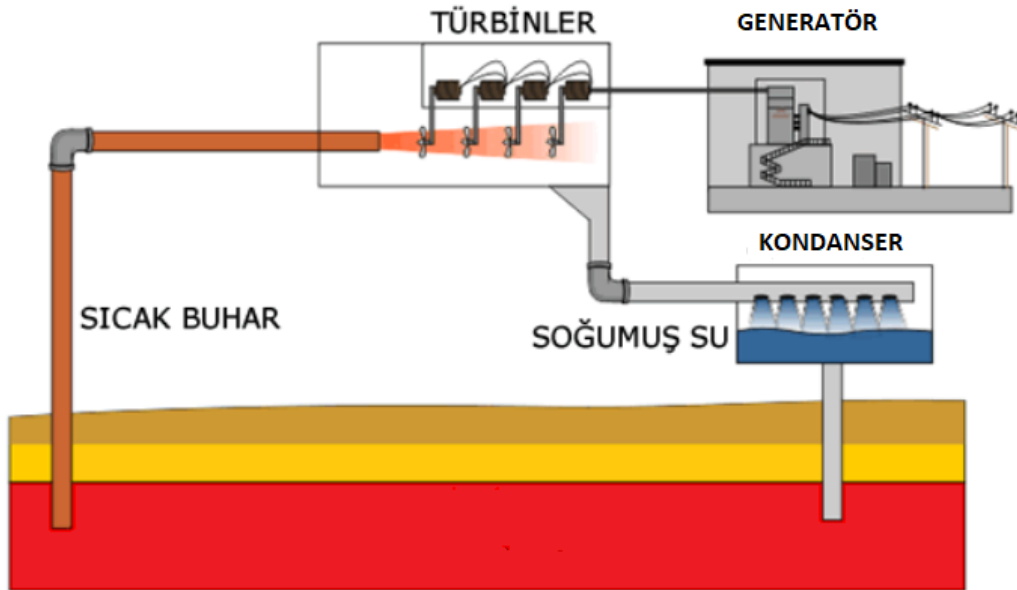 TÜRBİNLER
GENERATÖR
KONDANSER
SICAK BUHAR
SOĞUMUŞ SU